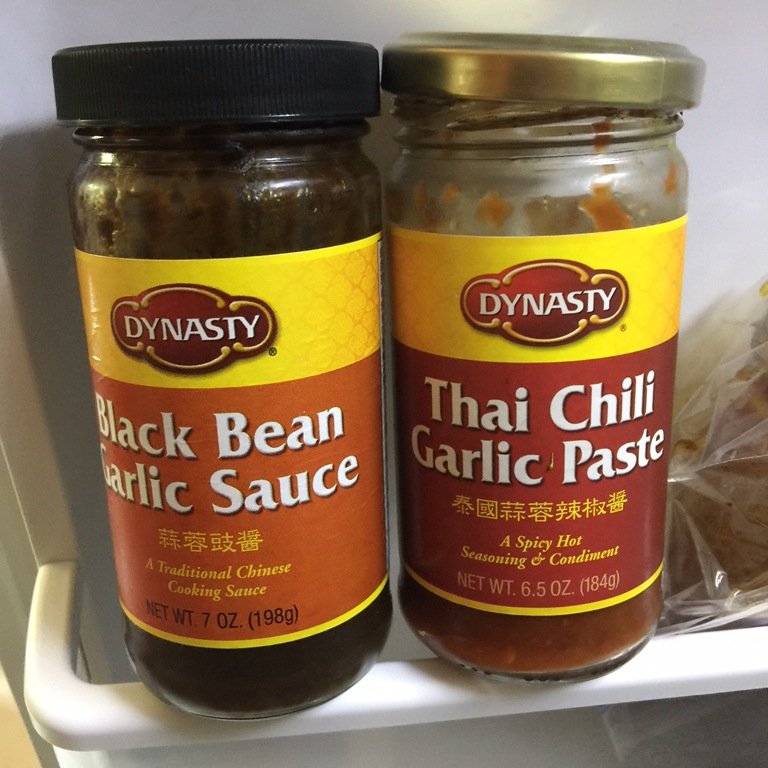 DYNASTY
®
Black Bean
Garlic Sauce
蒜蓉豉醬
A Traditional Chinese
Cooking Sauce
NET WT. 7 OZ. (198g)
DYNASTY
®
Thai Chili
Garlic Paste
泰國蒜蓉辣椒醬
A Spicy Hot
Seasoning & Condiment
NET WT. 6.5 OZ. (184g)